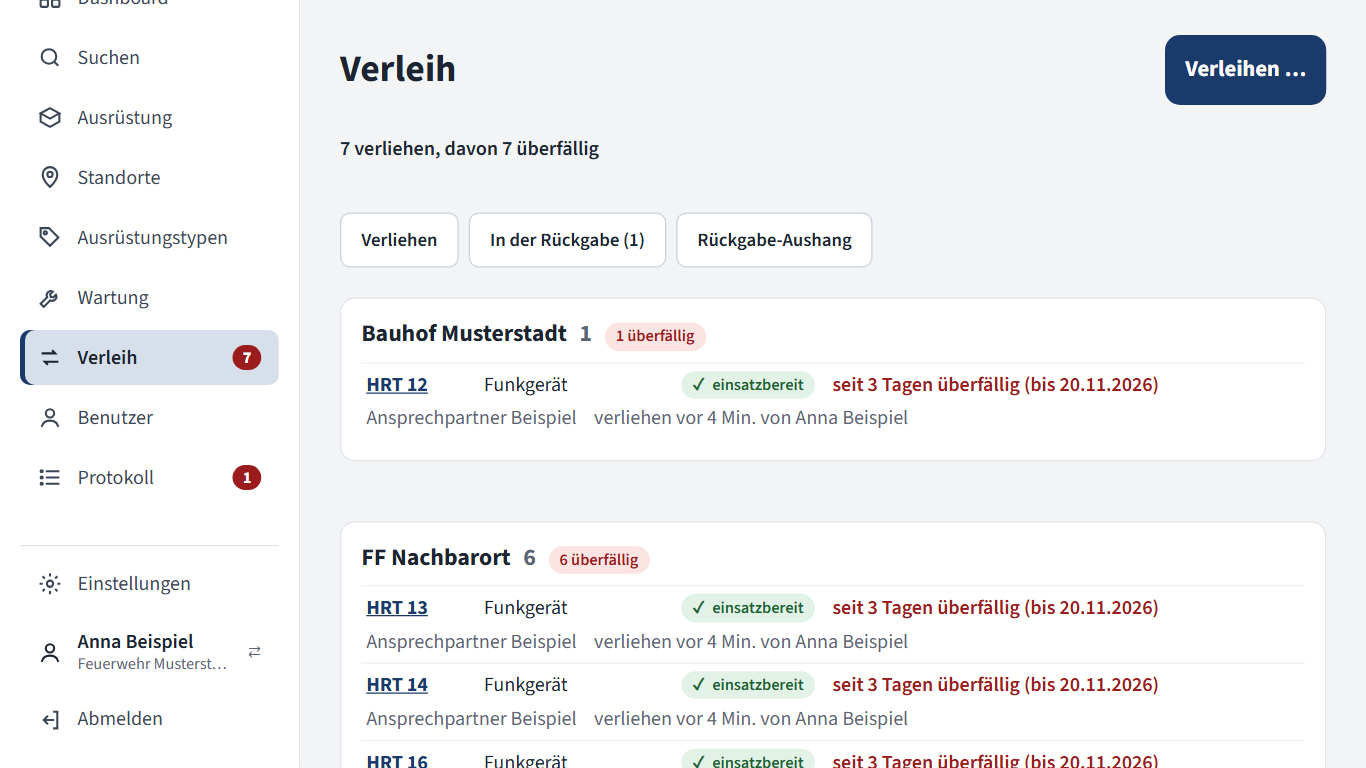 Dashboard
Suchen
Ausrüstung
Standorte
Ausrüstungstypen
Wartung
Verleih 7
Benutzer
Protokoll 1
Einstellungen
Anna Beispiel
Feuerwehr Musterst…
Abmelden
Verleih
Verleihen …
7 verliehen, davon 7 überfällig
Verliehen
In der Rückgabe (1)
Rückgabe-Aushang
Bauhof Musterstadt 1 1 überfällig
HRT 12 Funkgerät ✓ einsatzbereit seit 3 Tagen überfällig (bis 20.11.2026)
Ansprechpartner Beispiel verliehen vor 4 Min. von Anna Beispiel
FF Nachbarort 6 6 überfällig
HRT 13 Funkgerät ✓ einsatzbereit seit 3 Tagen überfällig (bis 20.11.2026)
Ansprechpartner Beispiel verliehen vor 4 Min. von Anna Beispiel
HRT 14 Funkgerät ✓ einsatzbereit seit 3 Tagen überfällig (bis 20.11.2026)
Ansprechpartner Beispiel verliehen vor 4 Min. von Anna Beispiel
HRT 16 Funkgerät ✓ einsatzbereit seit 3 Tagen überfällig (bis 20.11.2026)